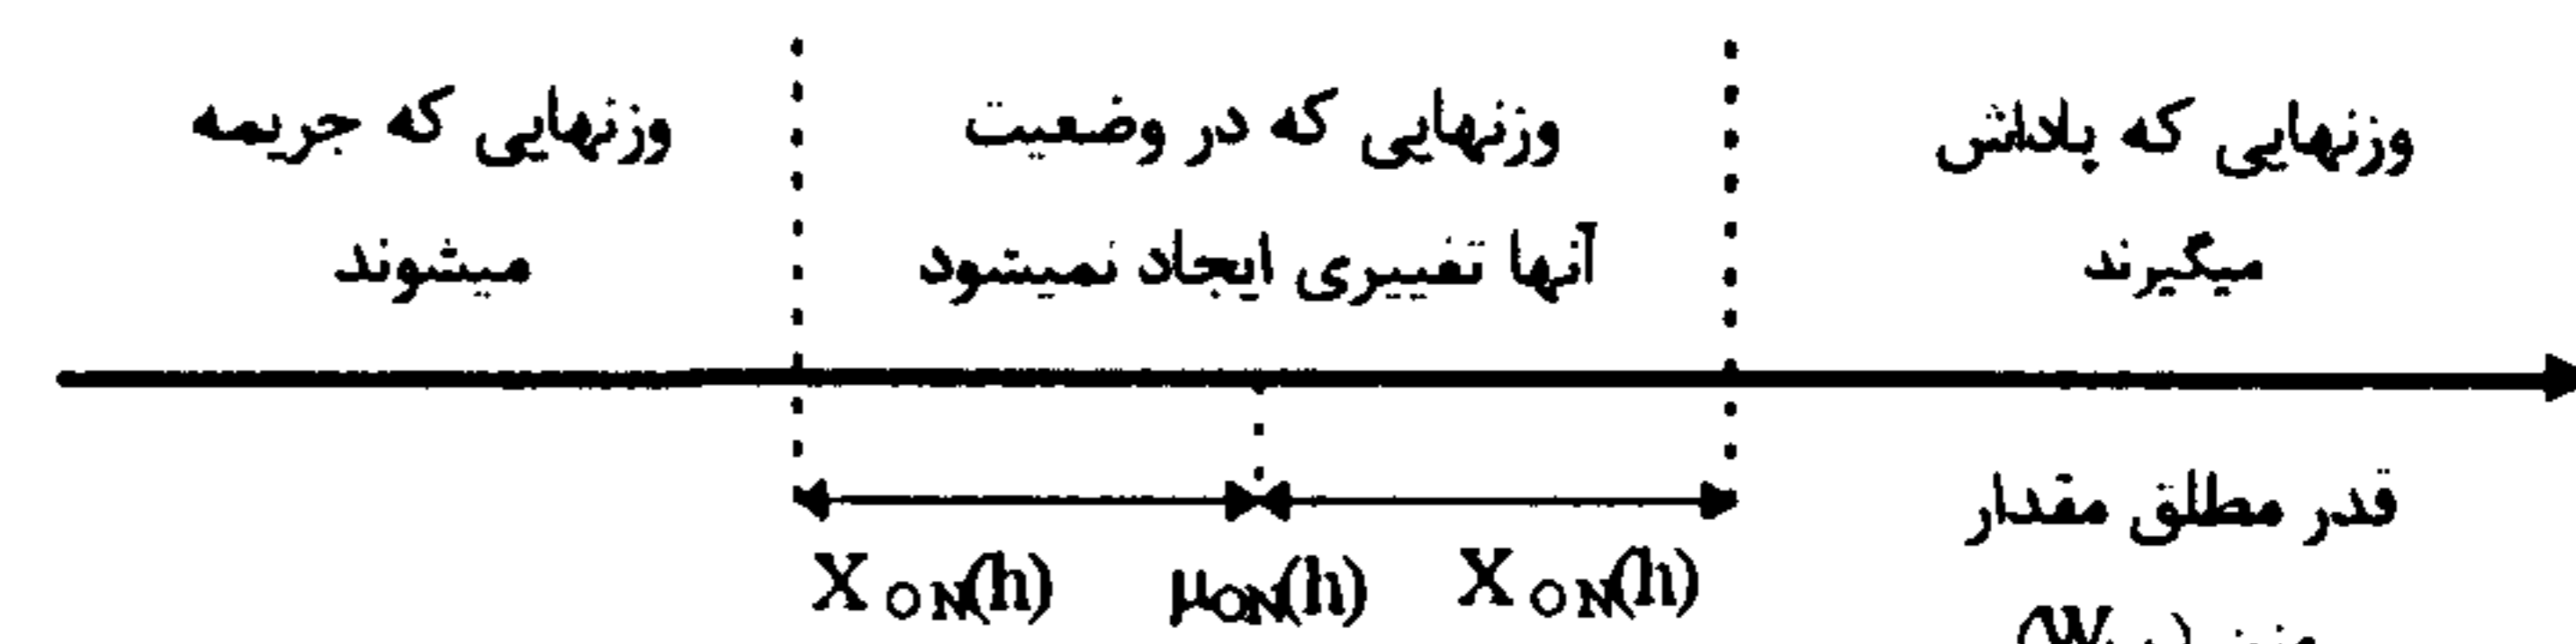 وزنهایی که پاداش
میگیرند
وزنهایی که در وضعیت
آنها تغییری ایجاد نمیشود
وزنهایی که جریمه
میشوند
قدر مطلق مقدار
X ON(h) μON(h) X ON(h)